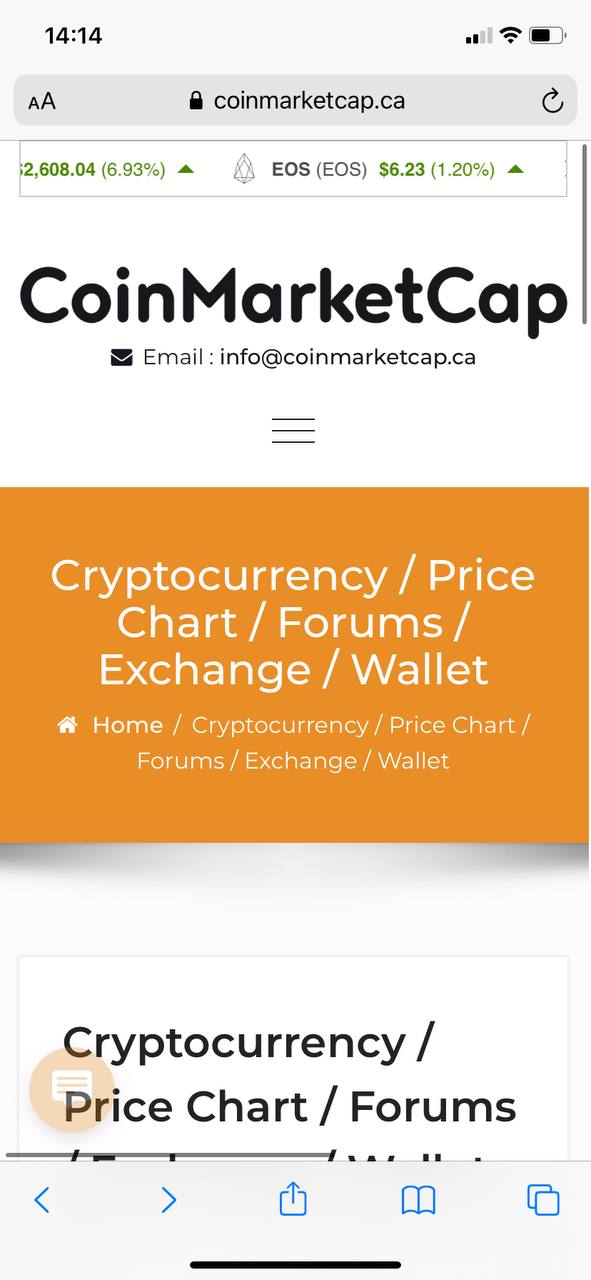 14:14
AA coinmarketcap.ca
$2,608.04 (6.93%) EOS (EOS) $6.23 (1.20%)
CoinMarketCap
Email : info@coinmarketcap.ca
Cryptocurrency / Price
Chart / Forums /
Exchange / Wallet
Home / Cryptocurrency / Price Chart /
Forums / Exchange / Wallet
Cryptocurrency /
Price Chart / Forums
/ Exchange / Wallet